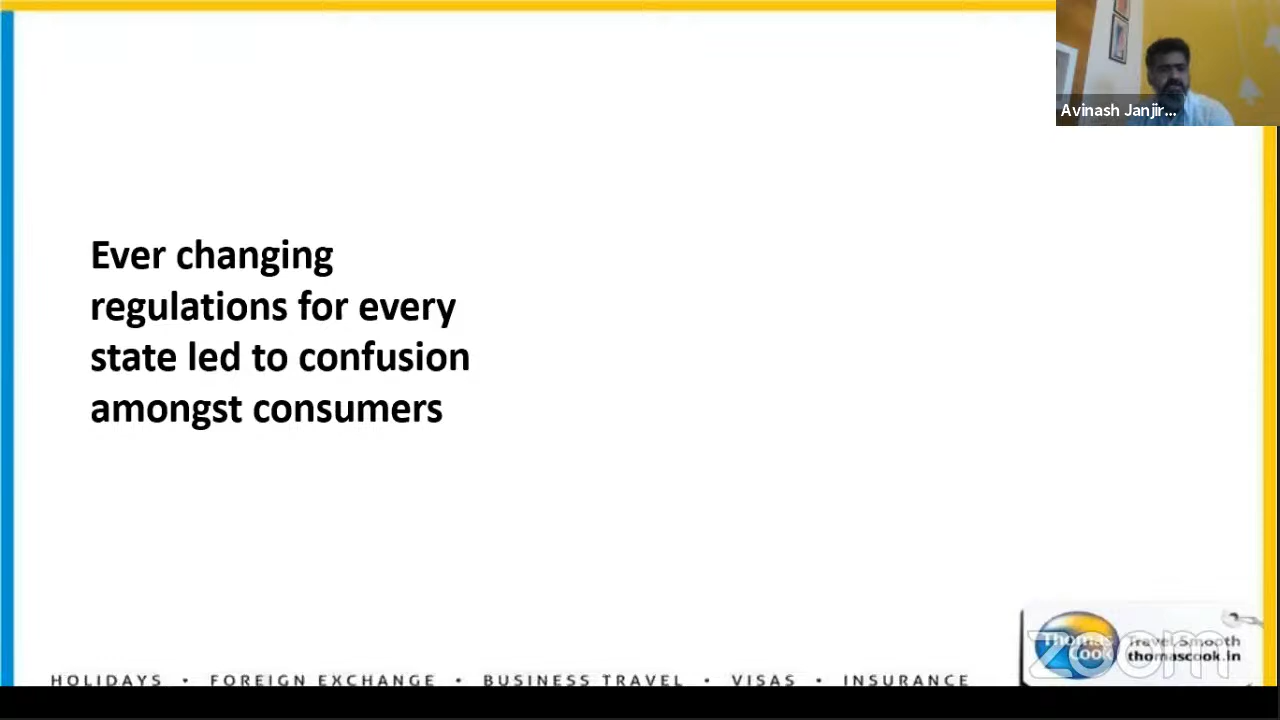 Avinash Janjir...
Ever changing
regulations for every
state led to confusion
amongst consumers
Thomas
Cook
Travel Smooth
thomascook.in
zoom
HOLIDAYS • FOREIGN EXCHANGE • BUSINESS TRAVEL • VISAS • INSURANCE